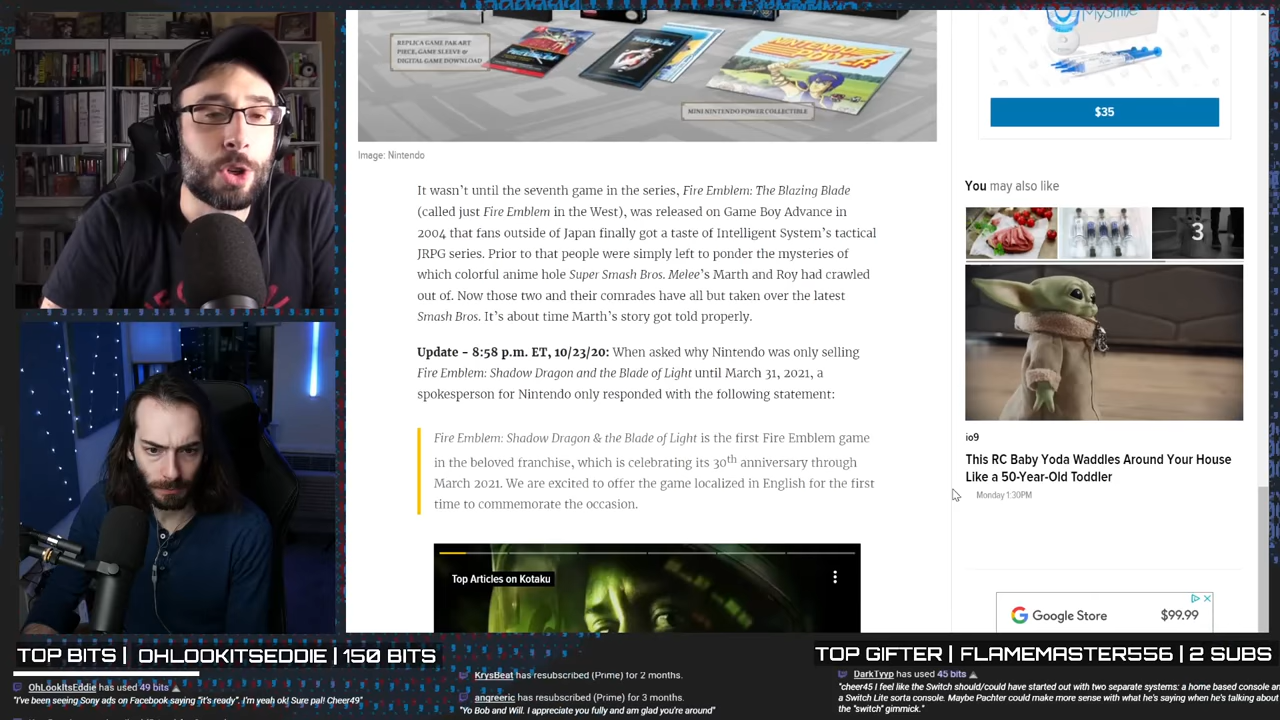 REPLICA GAME PAK ART
PIECE, GAME SLEEVE &
DIGITAL GAME DOWNLOAD
MINI NINTENDO POWER COLLECTIBLE
Image: Nintendo
It wasn't until the seventh game in the series, Fire Emblem: The Blazing Blade
(called just Fire Emblem in the West), was released on Game Boy Advance in
2004 that fans outside of Japan finally got a taste of Intelligent System's tactical
JRPG series. Prior to that people were simply left to ponder the mysteries of
which colorful anime hole Super Smash Bros. Melee's Marth and Roy had crawled
out of. Now those two and their comrades have all but taken over the latest
Smash Bros. It's about time Marth's story got told properly.
Update - 8:58 p.m. ET, 10/23/20: When asked why Nintendo was only selling
Fire Emblem: Shadow Dragon and the Blade of Light until March 31, 2021, a
spokesperson for Nintendo only responded with the following statement:
Fire Emblem: Shadow Dragon & the Blade of Light is the first Fire Emblem game
in the beloved franchise, which is celebrating its 30th anniversary through
March 2021. We are excited to offer the game localized in English for the first
time to commemorate the occasion.
Top Articles on Kotaku
MySmile
$35
You may also like
3
io9
This RC Baby Yoda Waddles Around Your House
Like a 50-Year-Old Toddler
Monday 1:30PM
Google Store
$99.99
TOP BITS | OHLOOKITSEDDIE | 150 BITS
TOP GIFTER | FLAMEMASTER556 | 2 SUBS
OhLookItsEddie has used 49 bits
"I've been seeing Sony ads on Facebook saying "it's ready". I'm yeah ok! Sure pal! Cheer49"
KrysBeat has resubscribed (Prime) for 2 months.
angreeric has resubscribed (Prime) for 3 months.
"Yo Bob and Will. I appreciate you fully and am glad you're around"
DarkTyyp has used 45 bits
"cheer45 I feel like the Switch should/could have started out with two separate systems: a home based console an
a Switch Lite sorta console. Maybe Pachter could make more sense with what he's saying when he's talking about
the "switch" gimmick."